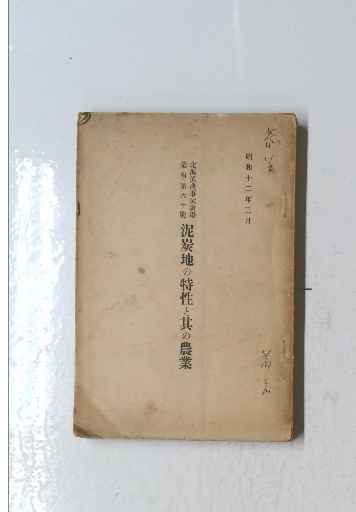 昭和十二年二月
北海道農事試驗場
彙報第六十號
泥炭地の特性と其の農業